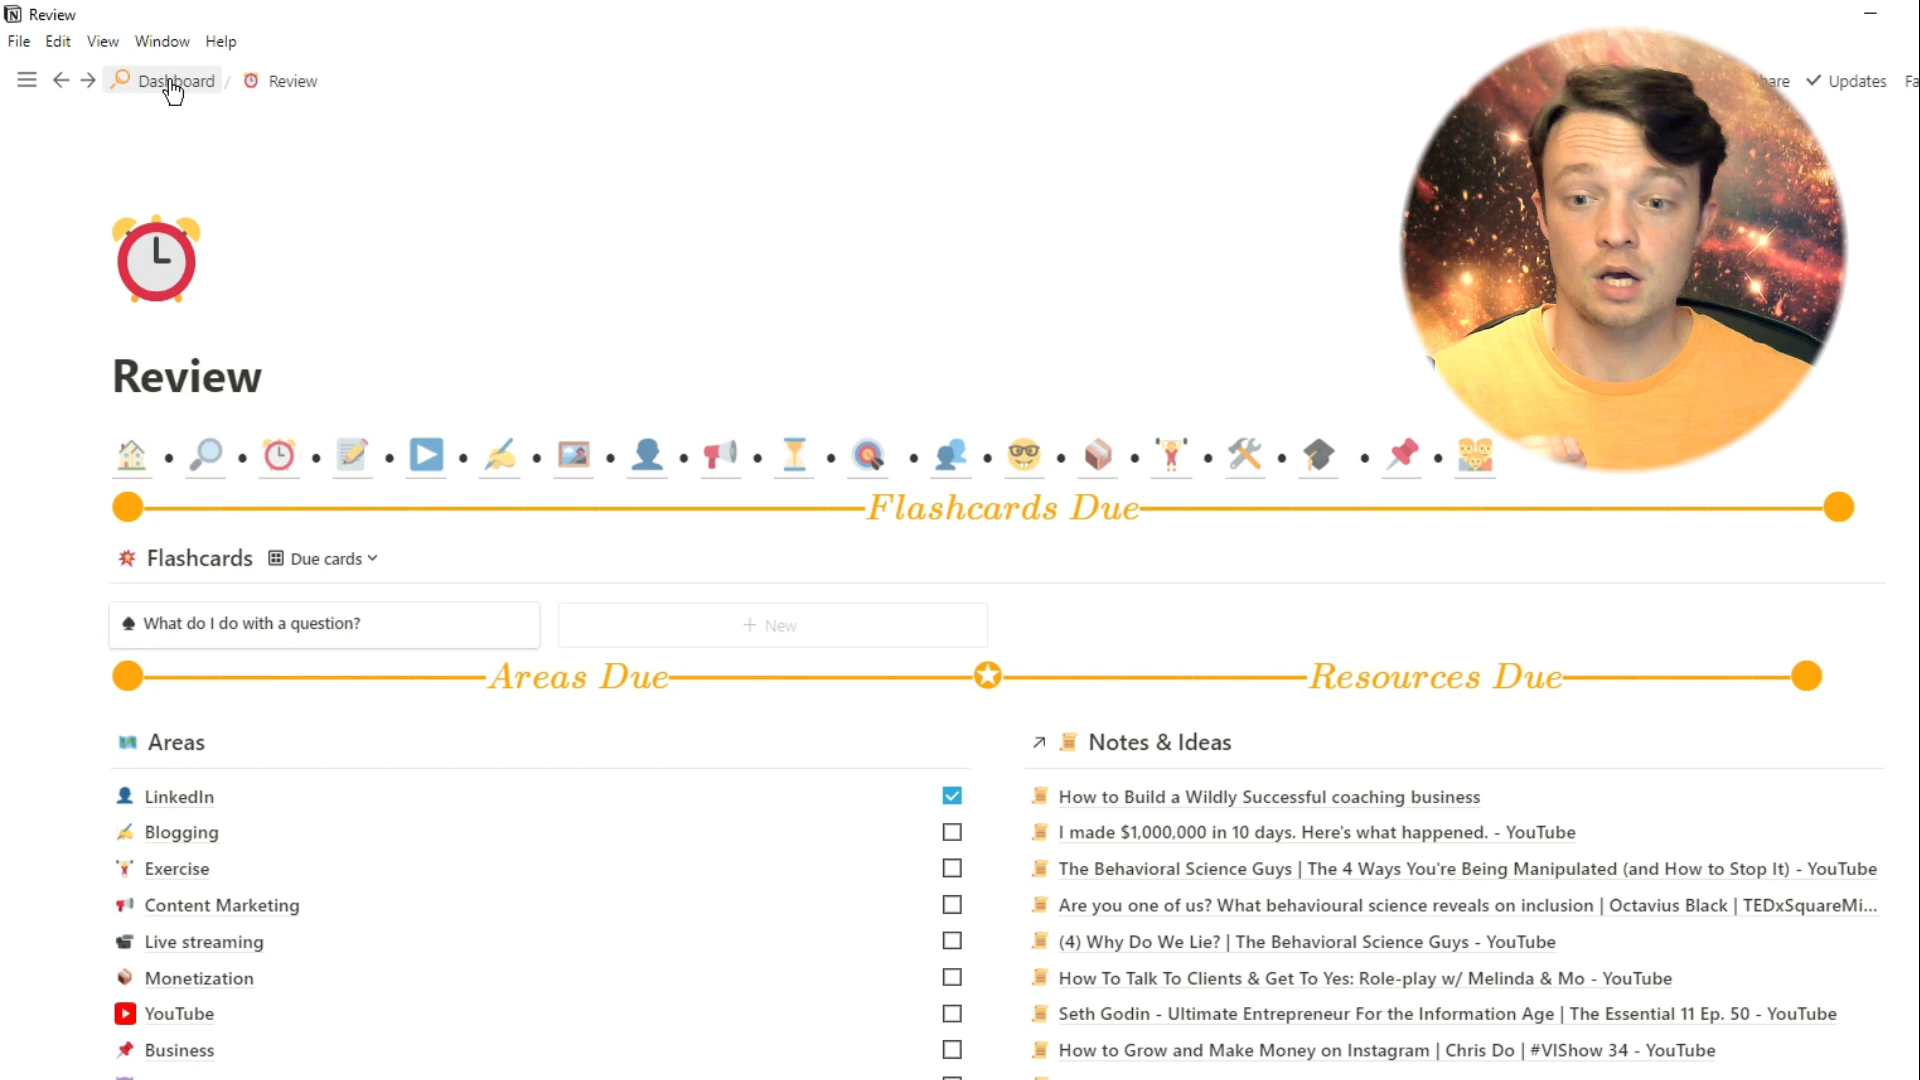 Review
File Edit View Window Help
Dashboard / Review
hare Updates Fa
Review
Flashcards Due
Flashcards Due cards
What do I do with a question?
+ New
Areas Due
Resources Due
Areas
LinkedIn
Blogging
Exercise
Content Marketing
Live streaming
Monetization
YouTube
Business
Notes & Ideas
How to Build a Wildly Successful coaching business
I made $1,000,000 in 10 days. Here's what happened. - YouTube
The Behavioral Science Guys | The 4 Ways You're Being Manipulated (and How to Stop It) - YouTube
Are you one of us? What behavioural science reveals on inclusion | Octavius Black | TEDxSquareMi...
(4) Why Do We Lie? | The Behavioral Science Guys - YouTube
How To Talk To Clients & Get To Yes: Role-play w/ Melinda & Mo - YouTube
Seth Godin - Ultimate Entrepreneur For the Information Age | The Essential 11 Ep. 50 - YouTube
How to Grow and Make Money on Instagram | Chris Do | #VIShow 34 - YouTube